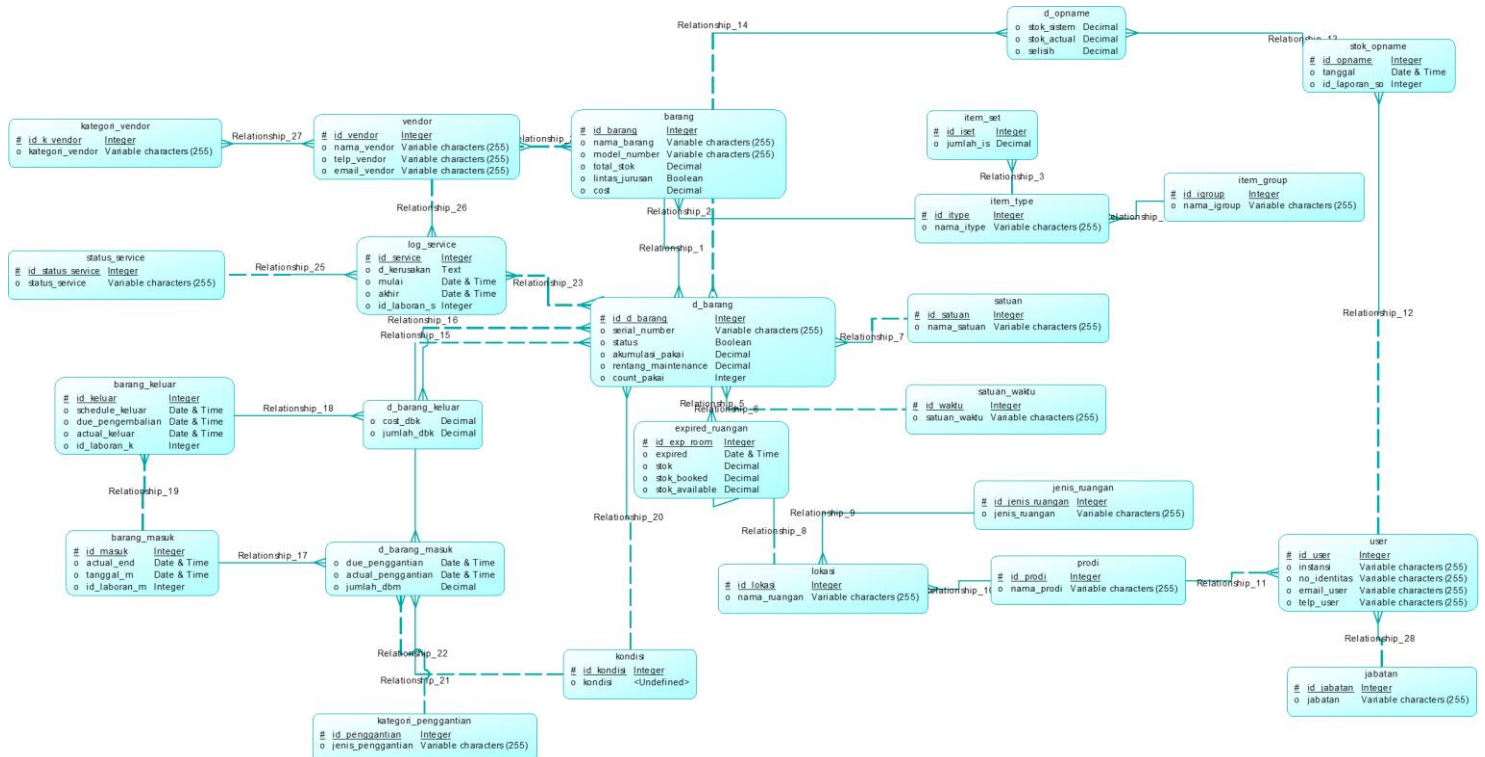 Relationship_14
d_opname
o stok_sistem Decimal
o stok_actual Decimal
o selisih Decimal
stok_opname
# id_opname Integer
o tanggal Date & Time
o id_laporan_so Integer
kategori_vendor
# id_k_vendor Integer
o kategori_vendor Variable characters (255)
Relationship_27
vendor
# id_vendor Integer
o nama_vendor Variable characters (255)
o telp_vendor Variable characters (255)
o email_vendor Variable characters (255)
barang
# id_barang Integer
o nama_barang Variable characters (255)
o model_number Variable characters (255)
o total_stok Decimal
o lintas_jurusan Boolean
o cost Decimal
item_set
# id_iset Integer
o jumlah_is Decimal
Relationship_3
item_group
# id_igroup Integer
o nama_igroup Variable characters (255)
Relationship_2
item_type
# id_itype Integer
o nama_itype Variable characters (255)
Relationship_26
Relationship_1
status_service
# id_status_service Integer
o status_service Variable characters (255)
Relationship_25
log_service
# id_service Integer
o d_kerusakan Text
o mulai Date & Time
o akhir Date & Time
o id_laboran_s Integer
Relationship_23
d_barang
# id_d_barang Integer
o serial_number Variable characters (255)
o status Boolean
o akumulasi_pakai Decimal
o rentang_maintenance Decimal
o count_pakai Integer
satuan
# id_satuan Integer
o nama_satuan Variable characters (255)
Relationship_7
Relationship_12
Relationship_16
Relationship_15
barang_keluar
# id_keluar Integer
o schedule_keluar Date & Time
o due_pengembalian Date & Time
o actual_keluar Date & Time
o id_laboran_k Integer
Relationship_18
d_barang_keluar
o cost_dbk Decimal
o jumlah_dbk Decimal
satuan_waktu
# id_waktu Integer
o satuan_waktu Variable characters (255)
Relationship_5
Relationship_6
expired_ruangan
# id_exp_room Integer
o expired Date & Time
o stok Decimal
o stok_booked Decimal
o stok_available Decimal
Relationship_19
Relationship_20
Relationship_8
Relationship_9
jenis_ruangan
# id_jenis_ruangan Integer
o jenis_ruangan Variable characters (255)
barang_masuk
# id_masuk Integer
o actual_end Date & Time
o tanggal_m Date & Time
o id_laboran_m Integer
Relationship_17
d_barang_masuk
o due_penggantian Date & Time
o actual_penggantian Date & Time
o jumlah_dbm Decimal
lokasi
# id_lokasi Integer
o nama_ruangan Variable characters (255)
prodi
# id_prodi Integer
o nama_prodi Variable characters (255)
Relationship_11
user
# id_user Integer
o instansi Variable characters (255)
o no_identitas Variable characters (255)
o email_user Variable characters (255)
o telp_user Variable characters (255)
Relationship_28
Relationship_22
Relationship_21
kondisi
# id_kondisi Integer
o kondisi <Undefined>
jabatan
# id_jabatan Integer
o jabatan Variable characters (255)
kategori_penggantian
# id_penggantian Integer
o jenis_penggantian Variable characters (255)